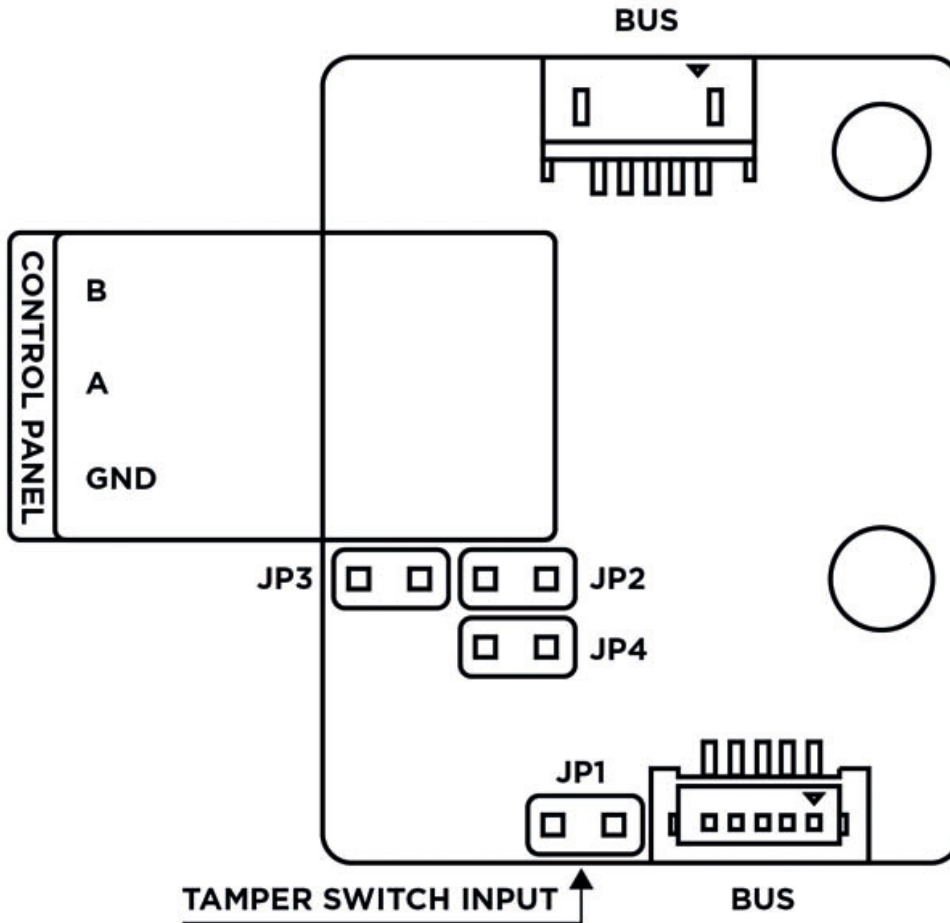 BUS
CONTROL PANEL
B
A
GND
JP3
JP2
JP4
JP1
TAMPER SWITCH INPUT
BUS